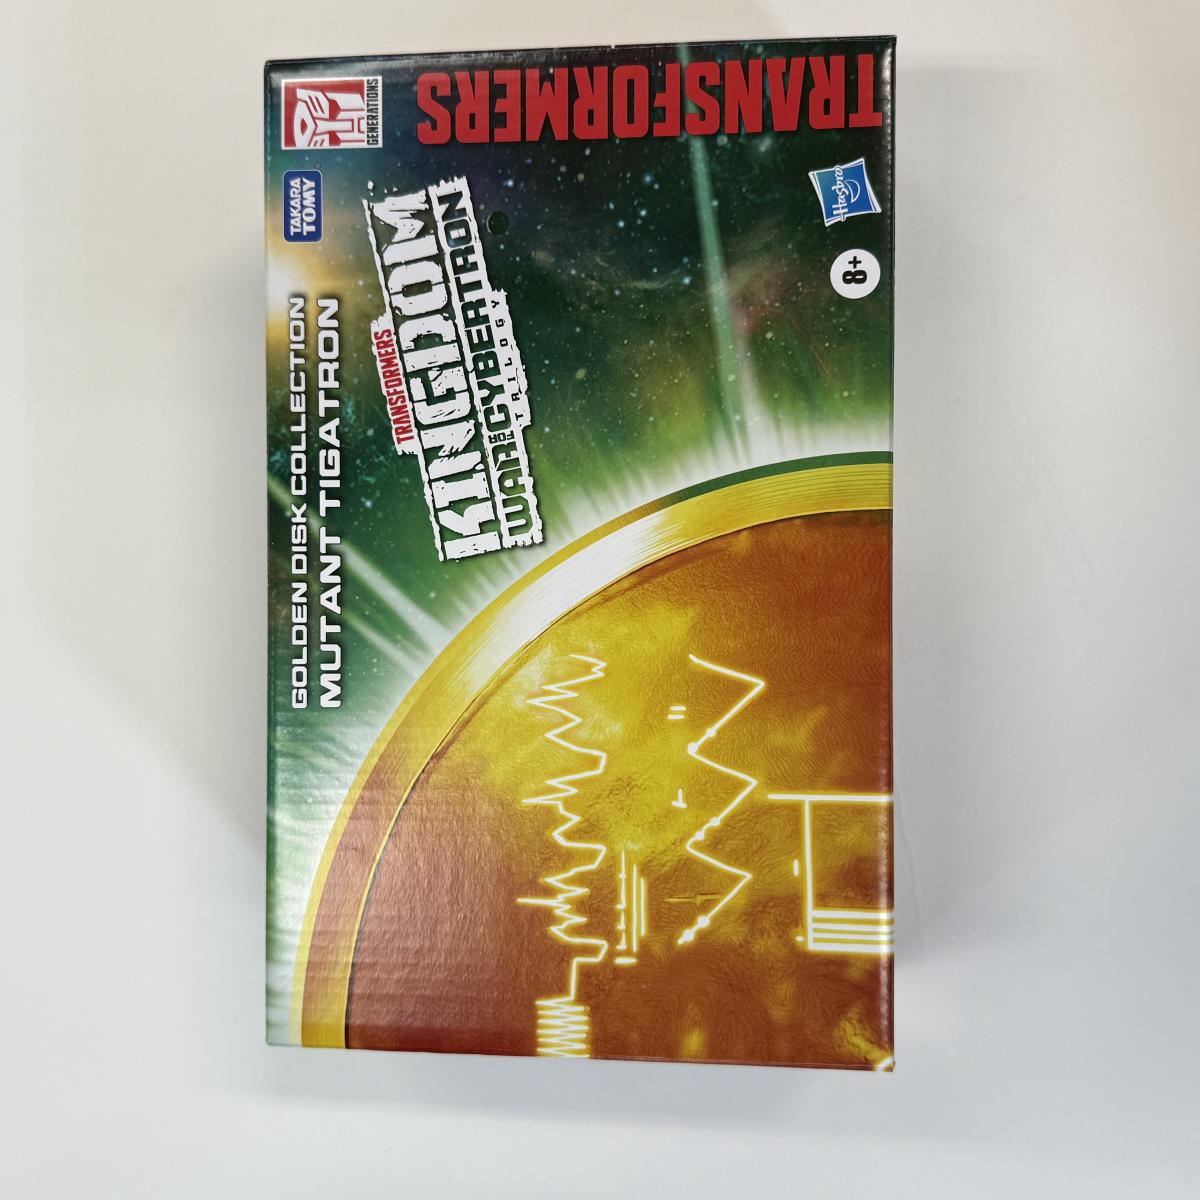 TRANSFORMERS
GENERATIONS
TAKARA
TOMY
Hasbro
8+
TRANSFORMERS
KINGDOM
WAR FOR CYBERTRON
TRILOGY
GOLDEN DISK COLLECTION
MUTANT TIGATRON